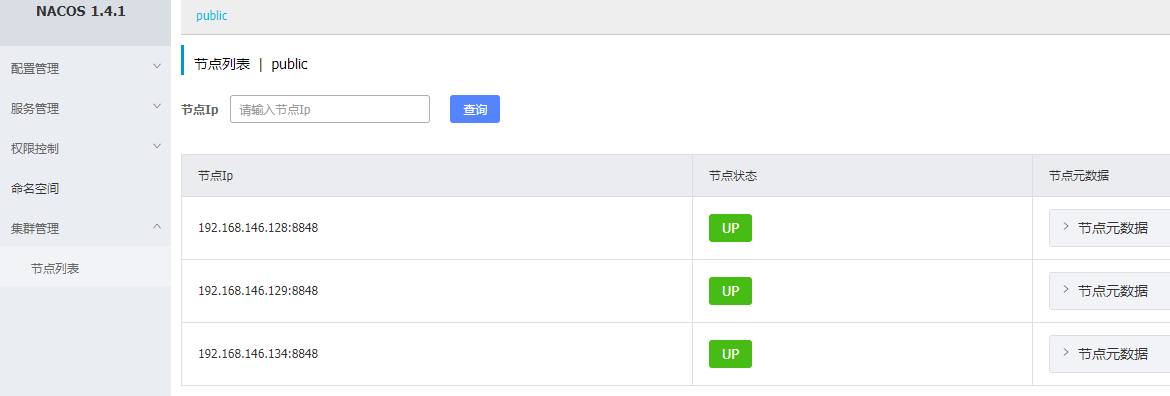 NACOS 1.4.1
public
配置管理
服务管理
权限控制
命名空间
集群管理
节点列表
节点列表 | public
节点Ip 请输入节点Ip 查询
节点Ip 节点状态 节点元数据
192.168.146.128:8848 UP 节点元数据
192.168.146.129:8848 UP 节点元数据
192.168.146.134:8848 UP 节点元数据